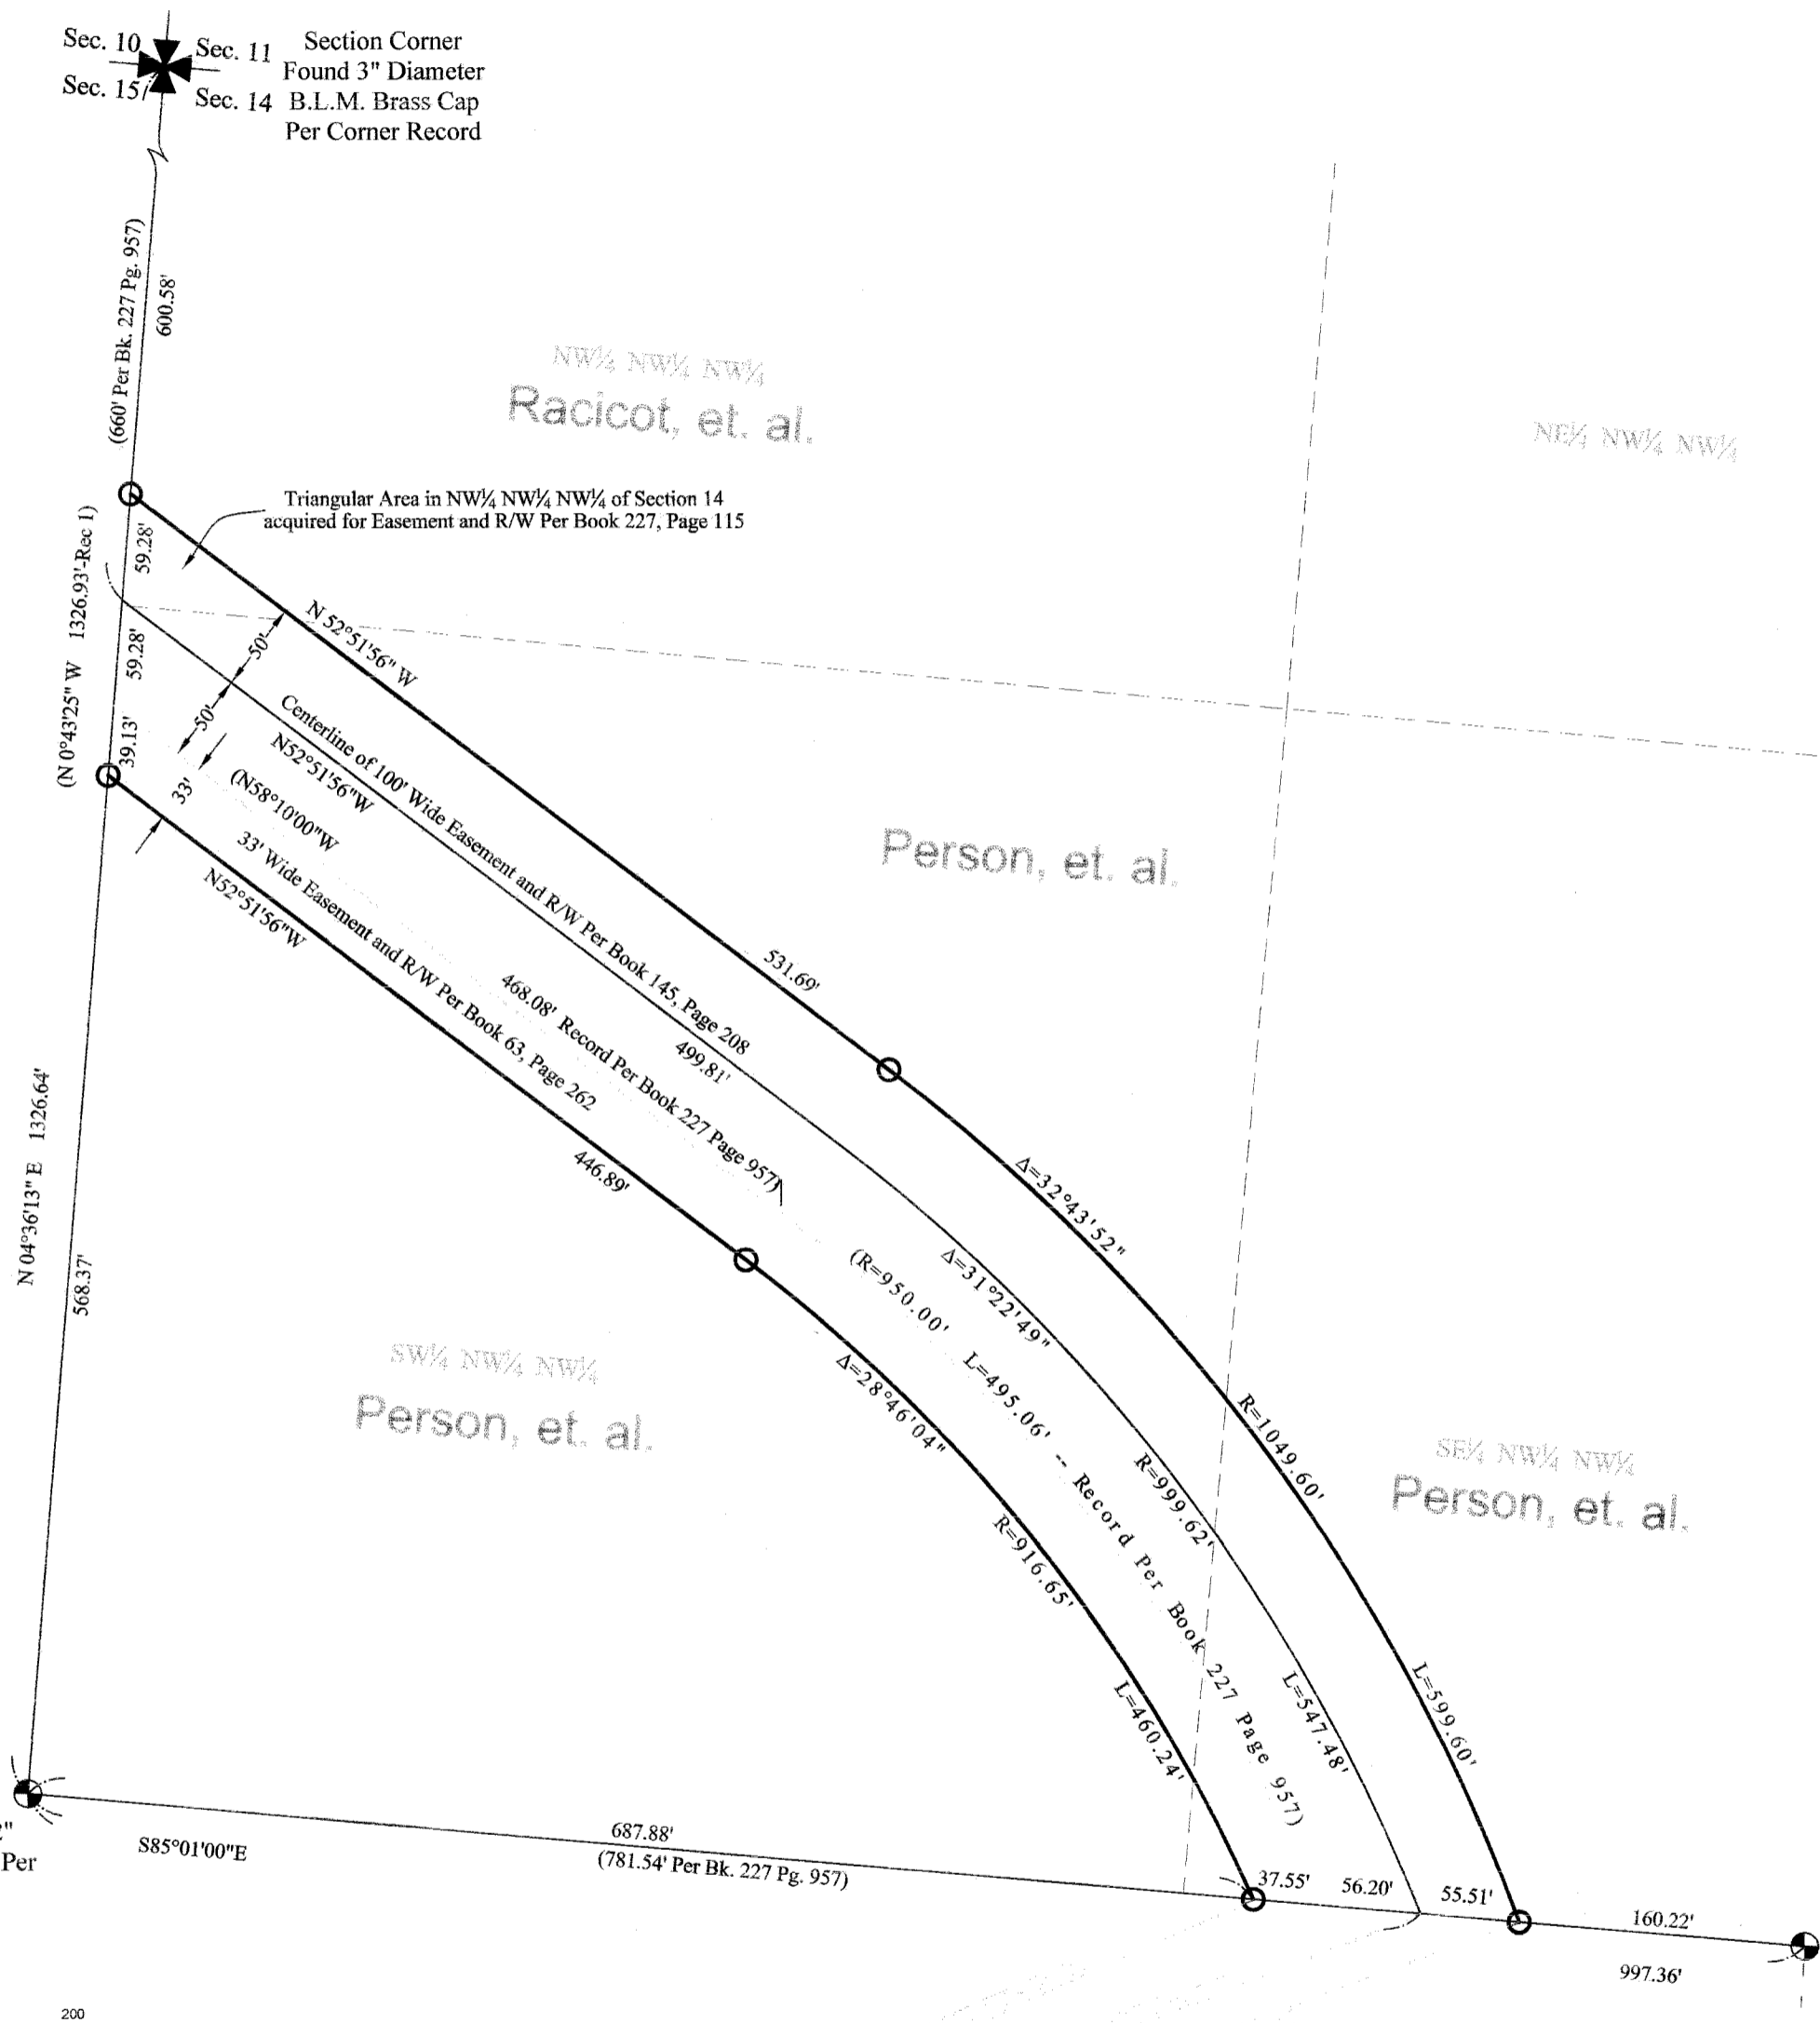 Sec. 10
Sec. 11
Sec. 15
Sec. 14
Section Corner
Found 3" Diameter
B.L.M. Brass Cap
Per Corner Record
(660' Per Bk. 227 Pg. 957)
600.58'
NW¼ NW¼ NW¼
Racicot, et. al.
NE¼ NW¼ NW¼
Triangular Area in NW¼ NW¼ NW¼ of Section 14
acquired for Easement and R/W Per Book 227, Page 115
(N 0°43'25" W 1326.93'-Rec 1)
59.28'
59.28'
39.13'
N 52°51'56" W
50'
50'
33'
Centerline of 100' Wide Easement and R/W Per Book 145, Page 208
N52°51'56"W
499.81'
(N58°10'00"W
468.08' Record Per Book 227 Page 957)
33' Wide Easement and R/W Per Book 63, Page 262
N52°51'56"W
446.89'
531.69'
Person, et. al.
N 04°36'13" E 1326.64'
568.37'
Δ=32°43'52"
R=1049.60'
L=599.60'
Δ=31°22'49"
R=999.62'
L=547.48'
(R=950.00' L=495.06' -- Record Per Book 227 Page 957)
Δ=28°46'04"
R=916.65'
L=460.24'
SW¼ NW¼ NW¼
Person, et. al.
SE¼ NW¼ NW¼
Person, et. al.
Per
S85°01'00"E
687.88'
(781.54' Per Bk. 227 Pg. 957)
37.55'
56.20'
55.51'
160.22'
997.36'
200